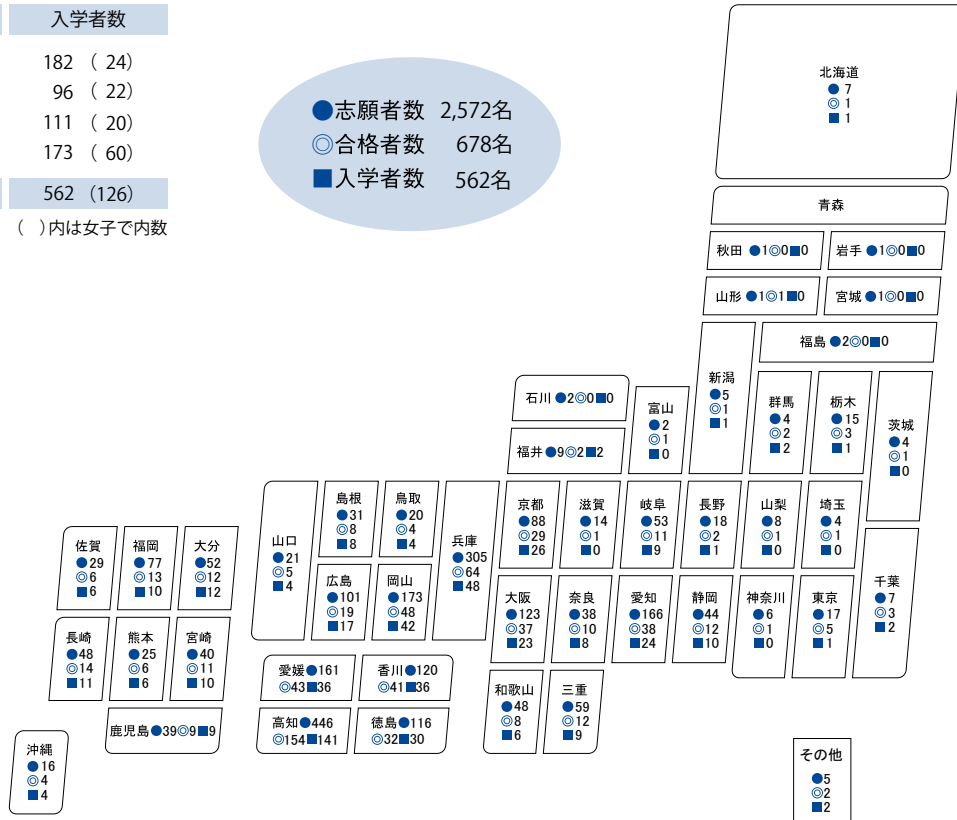 入学者数
182 ( 24)
96 ( 22)
111 ( 20)
173 ( 60)
562 (126)
( )内は女子で内数
●志願者数 2,572名
◎合格者数 678名
■入学者数 562名
北海道
●7
◎1
■1
青森
秋田 ●1◎0■0
岩手 ●1◎0■0
山形 ●1◎1■0
宮城 ●1◎0■0
福島 ●2◎0■0
新潟
●5
◎1
■1
群馬
●4
◎2
■2
栃木
●15
◎3
■1
茨城
●4
◎1
■0
石川 ●2◎0■0
福井 ●9◎2■2
富山
●2
◎1
■0
島根
●31
◎8
■8
鳥取
●20
◎4
■4
山口
●21
◎5
■4
兵庫
●305
◎64
■48
京都
●88
◎29
■26
滋賀
●14
◎1
■0
岐阜
●53
◎11
■9
長野
●18
◎2
■1
山梨
●8
◎1
■0
埼玉
●4
◎1
■0
佐賀
●29
◎6
■6
福岡
●77
◎13
■10
大分
●52
◎12
■12
広島
●101
◎19
■17
岡山
●173
◎48
■42
大阪
●123
◎37
■23
奈良
●38
◎10
■8
愛知
●166
◎38
■24
静岡
●44
◎12
■10
神奈川
●6
◎1
■0
東京
●17
◎5
■1
千葉
●7
◎3
■2
長崎
●48
◎14
■11
熊本
●25
◎6
■6
宮崎
●40
◎11
■10
愛媛●161
◎43■36
香川●120
◎41■36
和歌山
●48
◎8
■6
三重
●59
◎12
■9
鹿児島●39◎9■9
高知●446
◎154■141
徳島●116
◎32■30
沖縄
●16
◎4
■4
その他
●5
◎2
■2